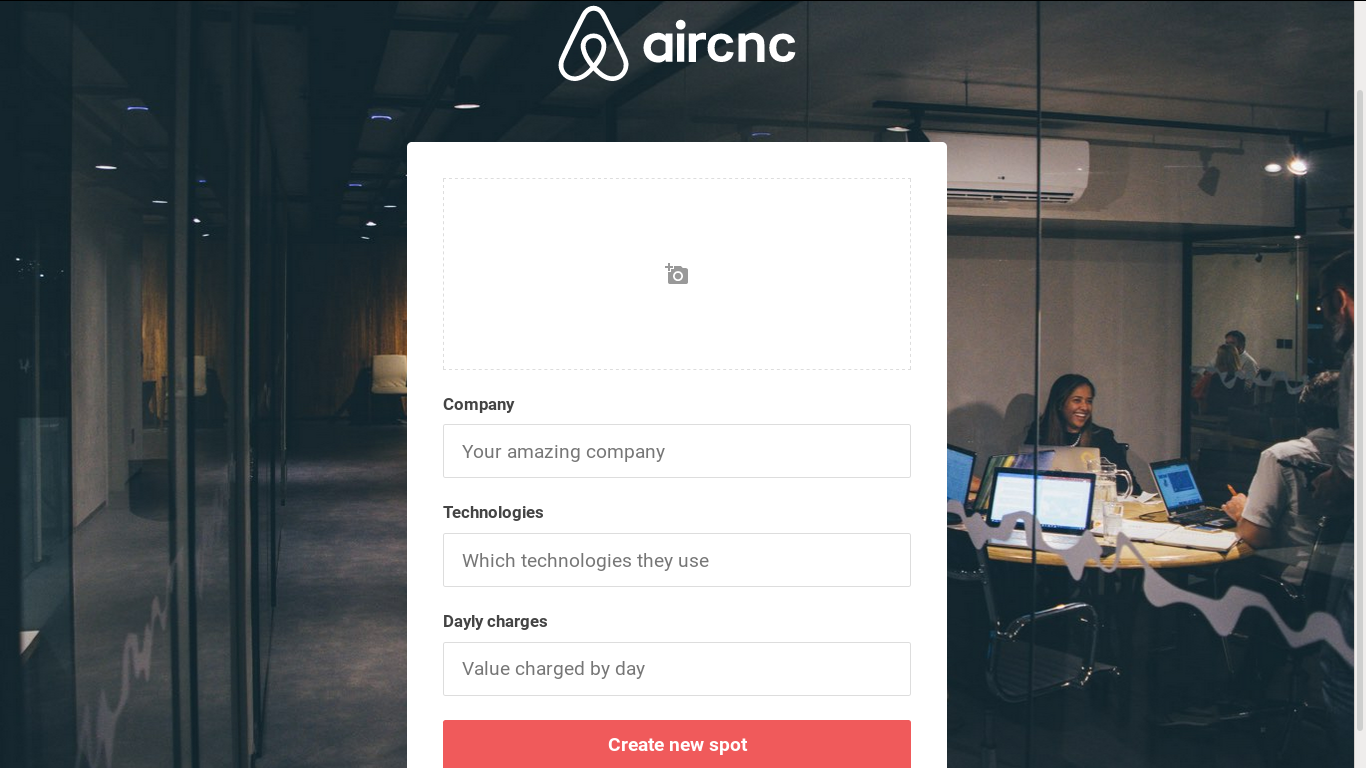 aircnc
Company
Your amazing company
Technologies
Which technologies they use
Dayly charges
Value charged by day
Create new spot